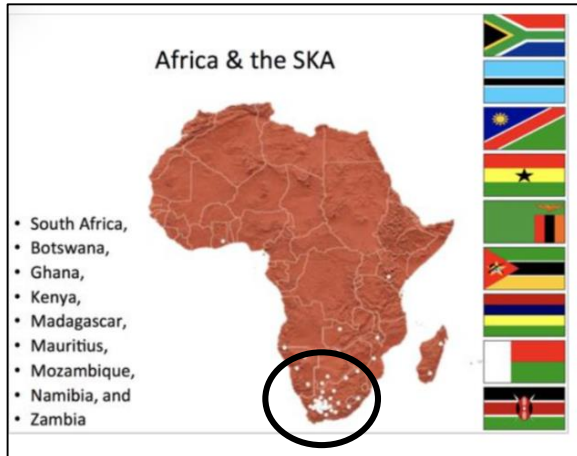 Africa & the SKA
• South Africa,
• Botswana,
• Ghana,
• Kenya,
• Madagascar,
• Mauritius,
• Mozambique,
• Namibia, and
• Zambia